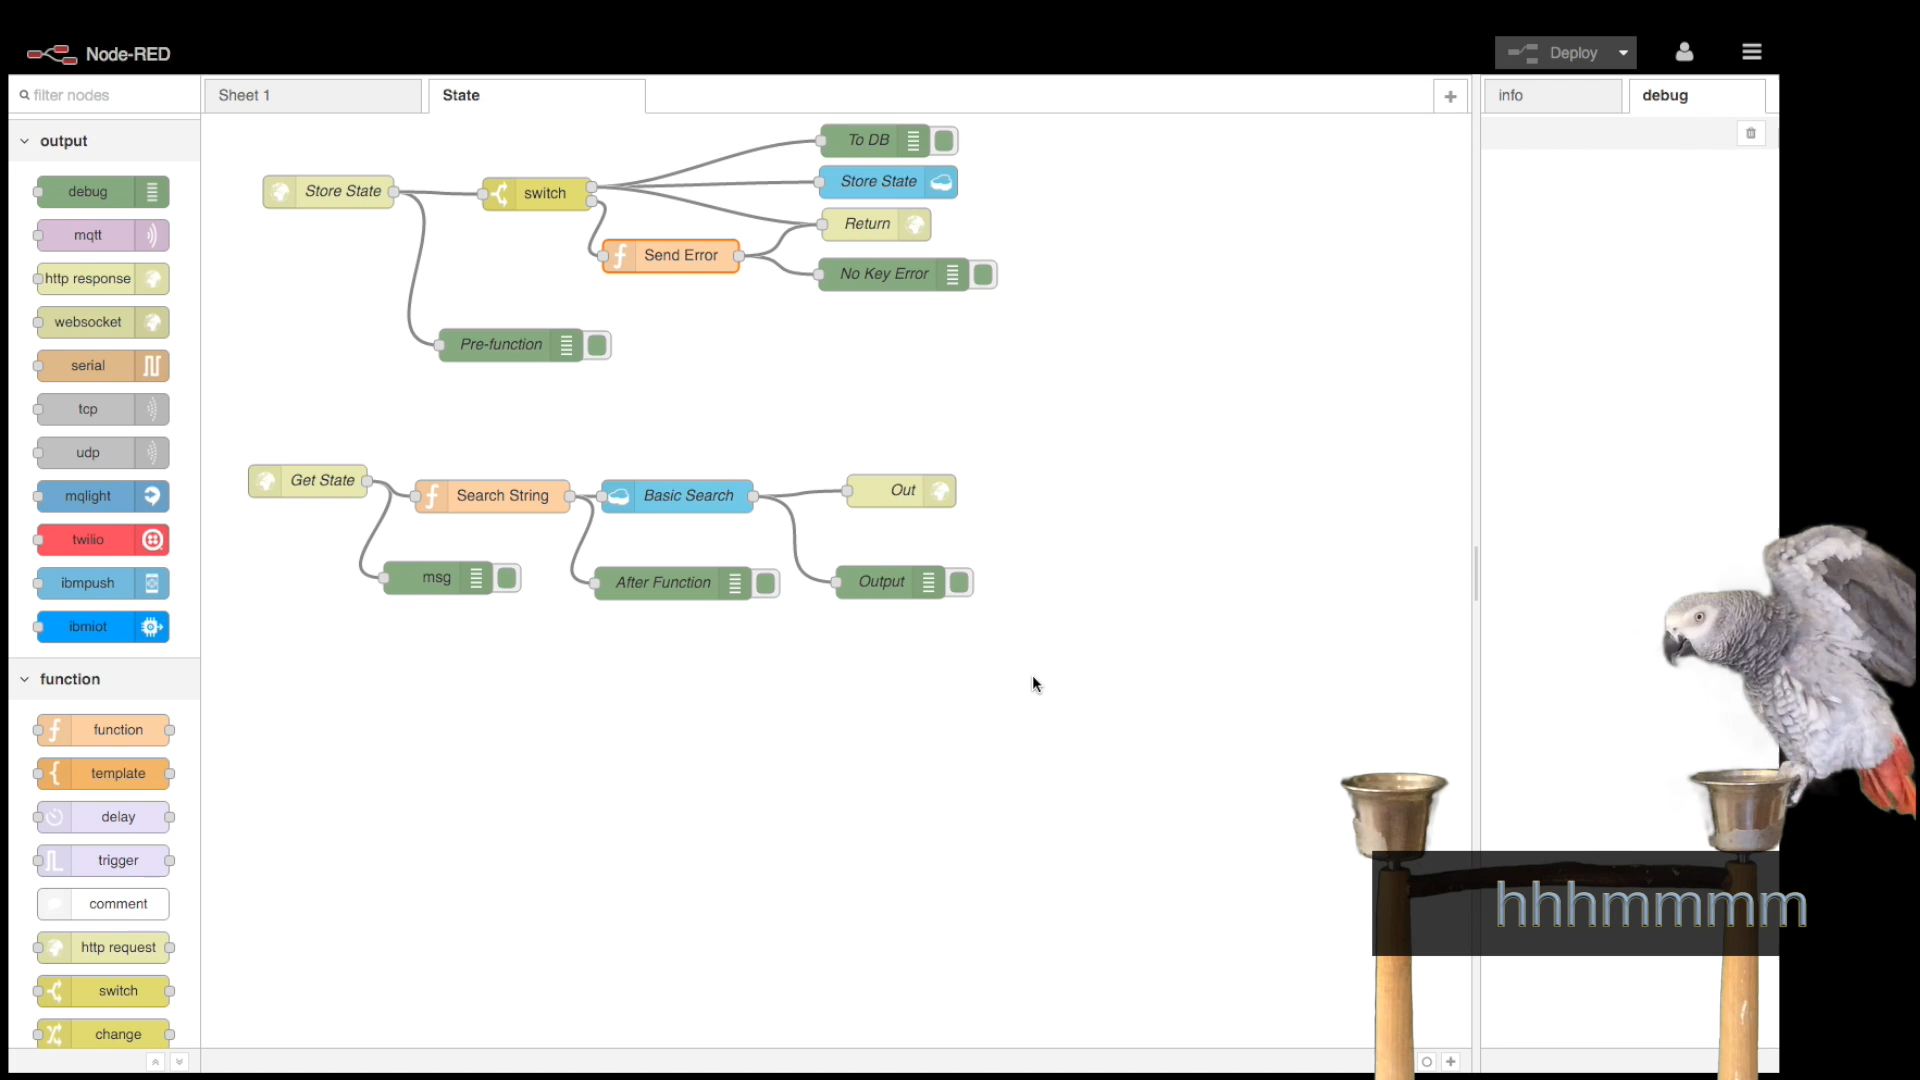 Node-RED
Deploy
filter nodes
Sheet 1
State
info
debug
output
debug
mqtt
http response
websocket
serial
tcp
udp
mqlight
twilio
ibmpush
ibmiot
function
function
template
delay
trigger
comment
http request
switch
change
Store State
switch
To DB
Store State
Return
Send Error
No Key Error
Pre-function
Get State
Search String
Basic Search
Out
msg
After Function
Output
hhhmmmm